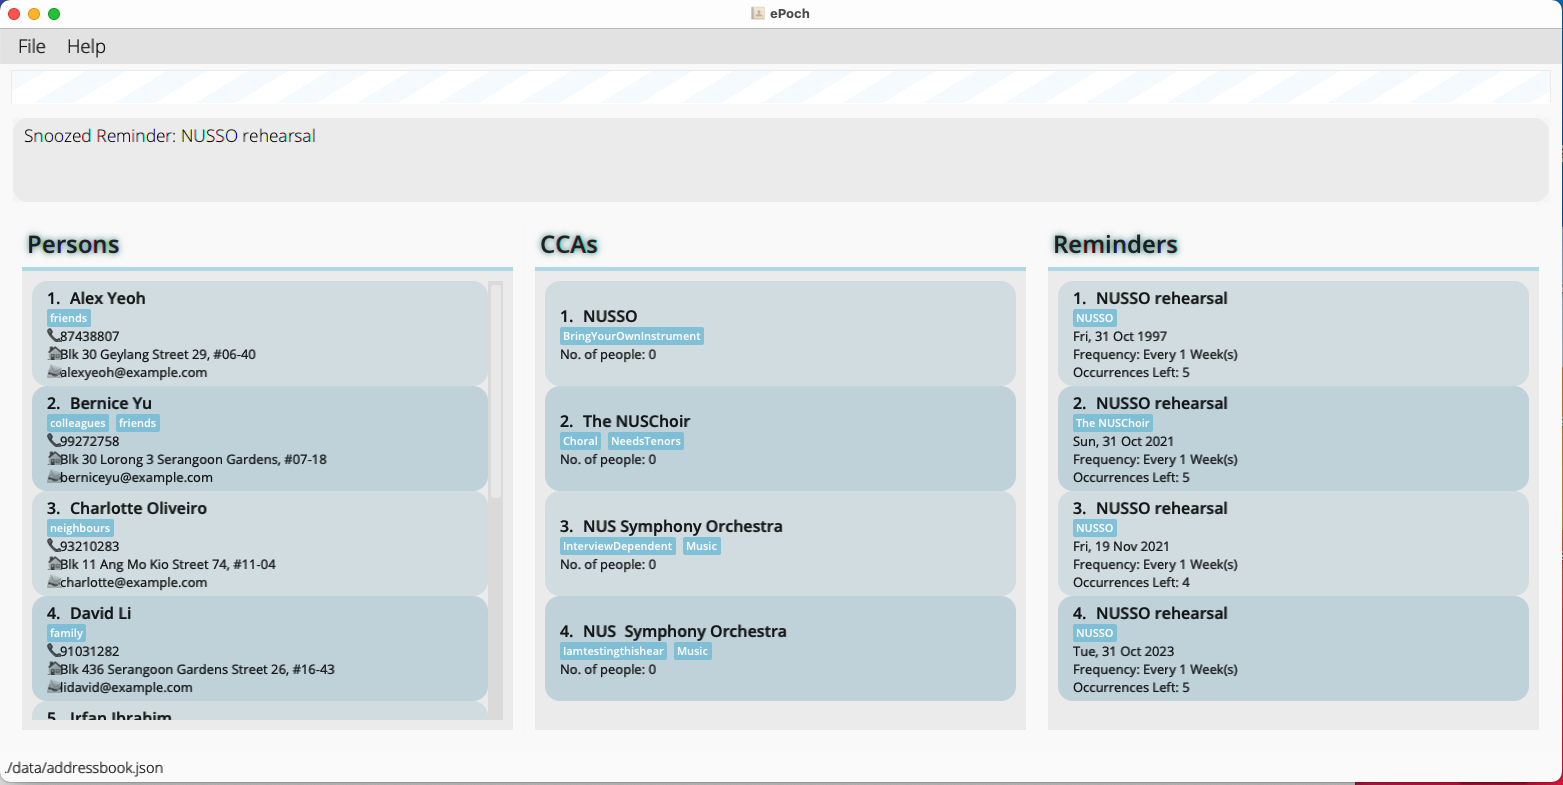 ePoch
File Help
Snoozed Reminder: NUSSO rehearsal
Persons
1. Alex Yeoh
friends
87438807
Blk 30 Geylang Street 29, #06-40
alexyeoh@example.com
2. Bernice Yu
colleagues friends
99272758
Blk 30 Lorong 3 Serangoon Gardens, #07-18
berniceyu@example.com
3. Charlotte Oliveiro
neighbours
93210283
Blk 11 Ang Mo Kio Street 74, #11-04
charlotte@example.com
4. David Li
family
91031282
Blk 436 Serangoon Gardens Street 26, #16-43
lidavid@example.com
5. Irfan Ibrahim
CCAs
1. NUSSO
BringYourOwnInstrument
No. of people: 0
2. The NUSChoir
Choral NeedsTenors
No. of people: 0
3. NUS Symphony Orchestra
InterviewDependent Music
No. of people: 0
4. NUS  Symphony Orchestra
Iamtestingthishear Music
No. of people: 0
Reminders
1. NUSSO rehearsal
NUSSO
Fri, 31 Oct 1997
Frequency: Every 1 Week(s)
Occurrences Left: 5
2. NUSSO rehearsal
The NUSChoir
Sun, 31 Oct 2021
Frequency: Every 1 Week(s)
Occurrences Left: 5
3. NUSSO rehearsal
NUSSO
Fri, 19 Nov 2021
Frequency: Every 1 Week(s)
Occurrences Left: 4
4. NUSSO rehearsal
NUSSO
Tue, 31 Oct 2023
Frequency: Every 1 Week(s)
Occurrences Left: 5
./data/addressbook.json